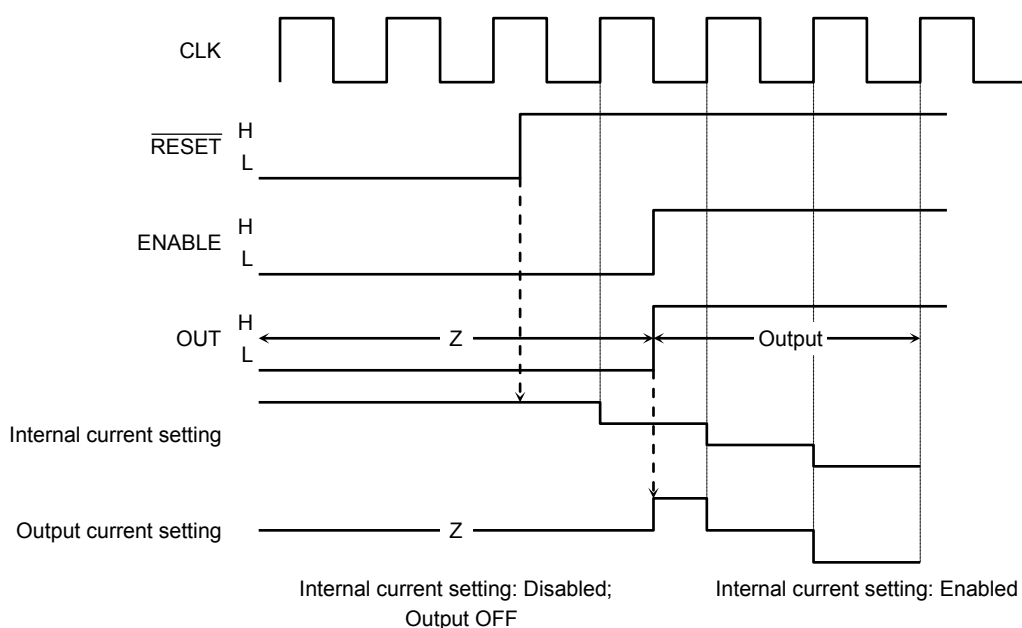 CLK
H
RESET
L
H
ENABLE
L
H
OUT
Z
Output
L
Internal current setting
Output current setting
Z
Internal current setting: Disabled;
Output OFF
Internal current setting: Enabled